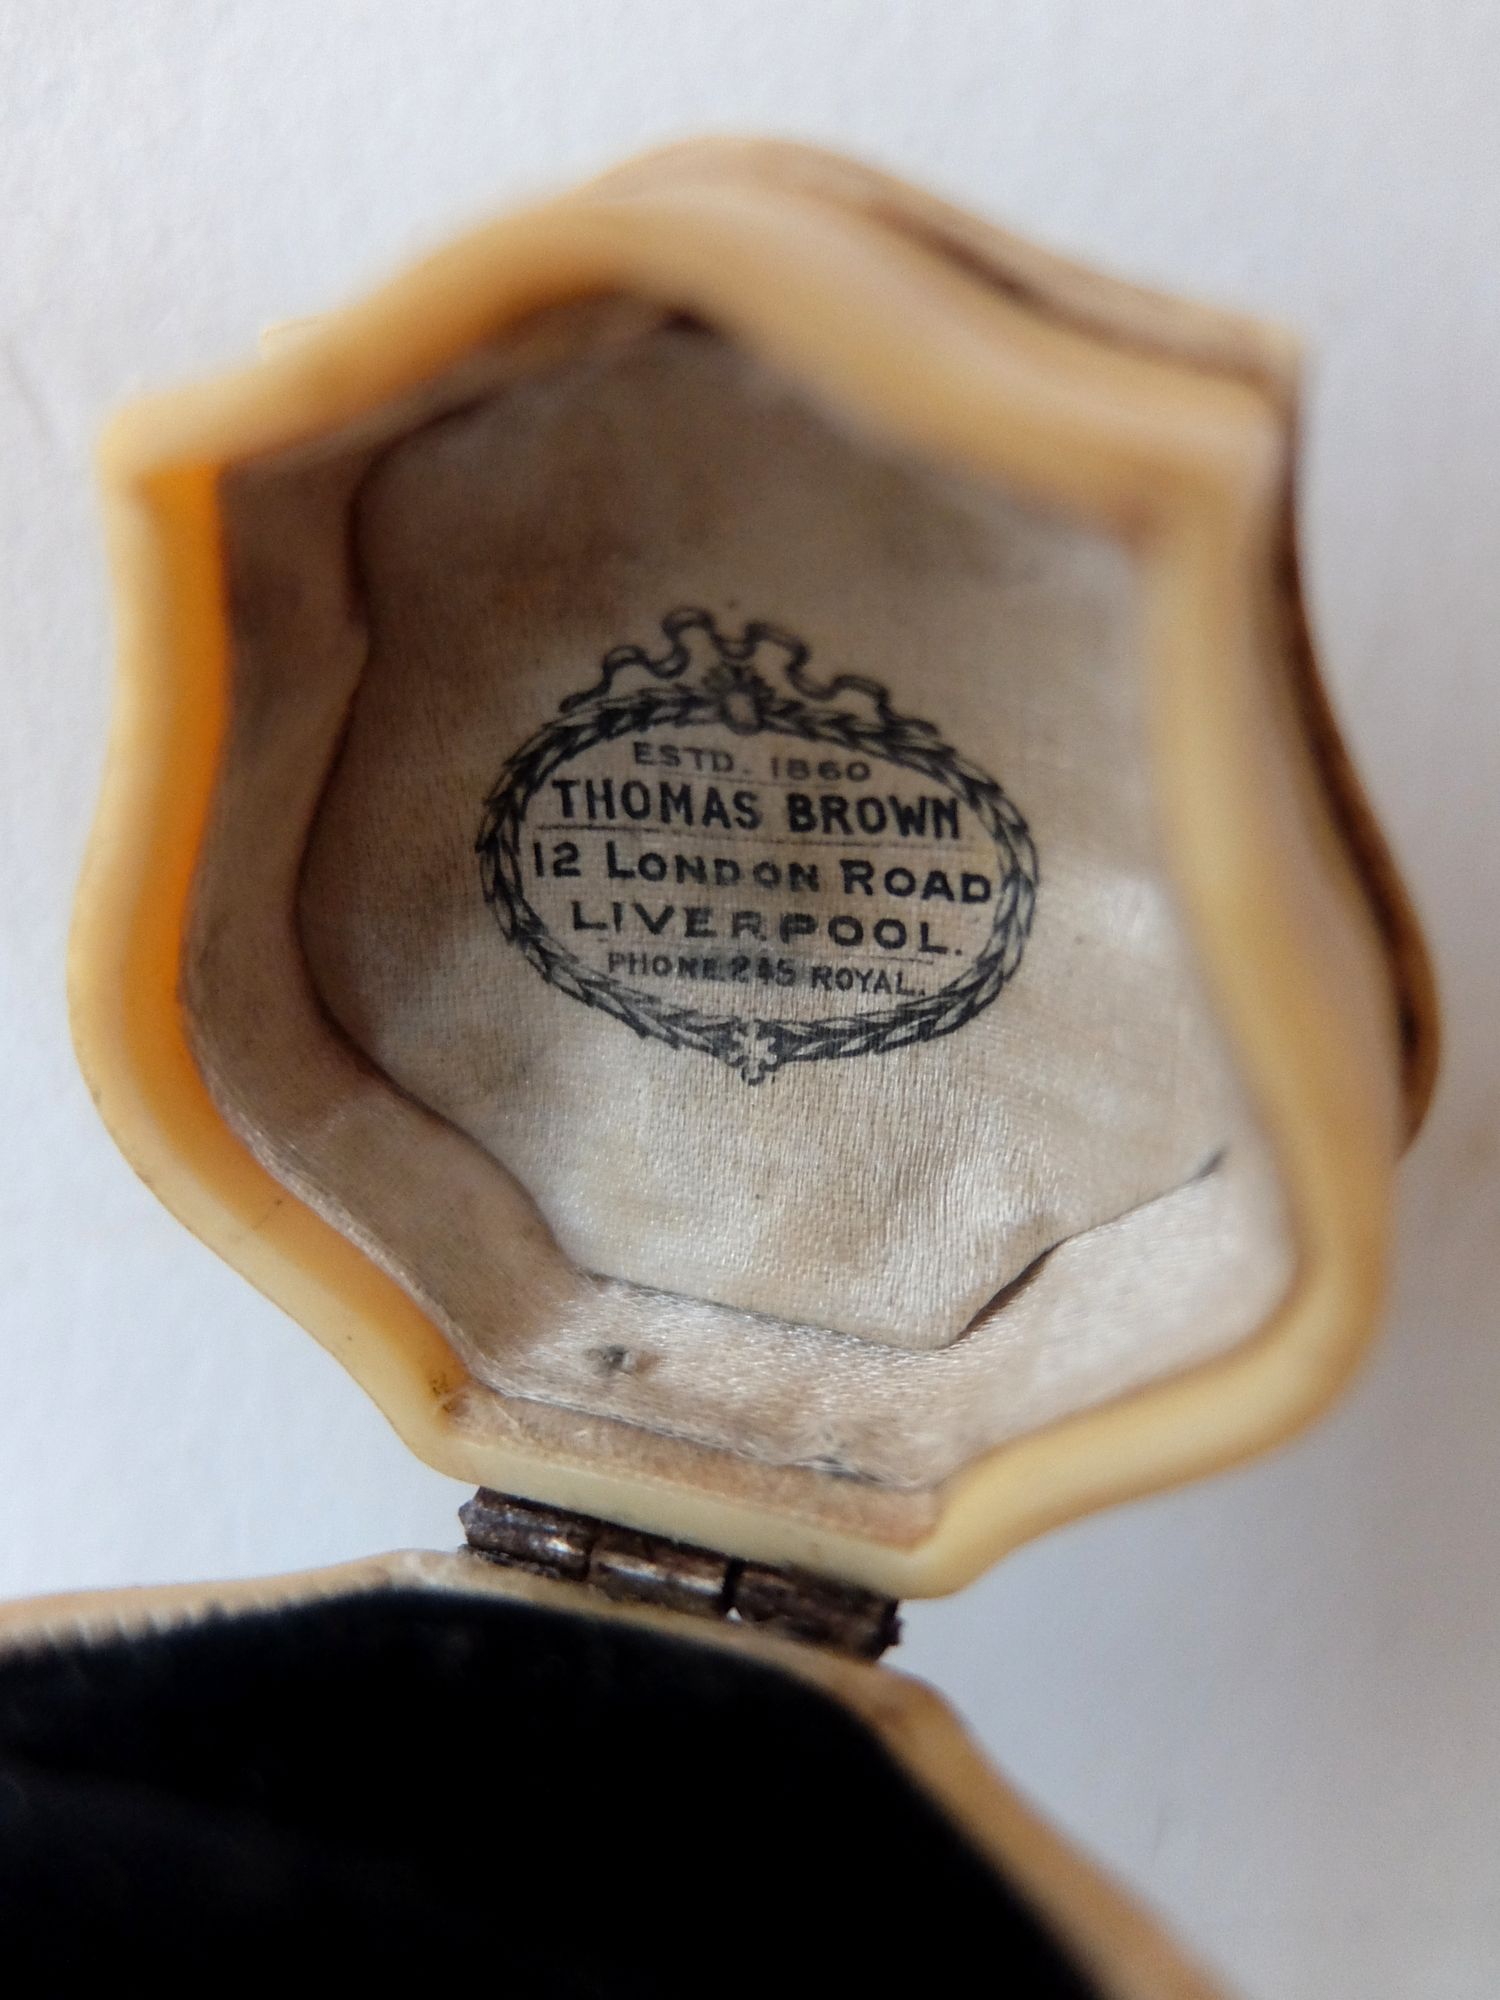 ESTD. 1860
THOMAS BROWN
12 LONDON ROAD
LIVERPOOL.
PHONE 245 ROYAL.